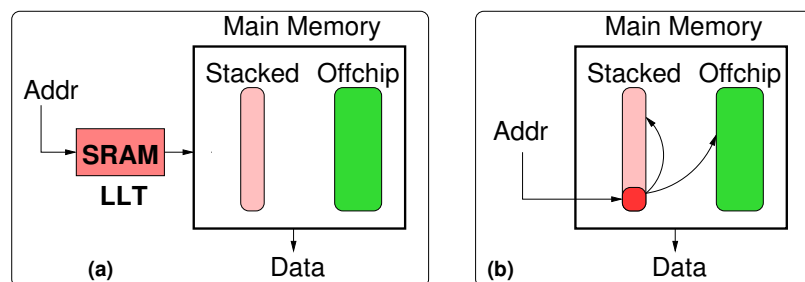 Main Memory
Stacked Offchip
Addr
SRAM
LLT
(a)
Data
Main Memory
Stacked Offchip
Addr
(b)
Data